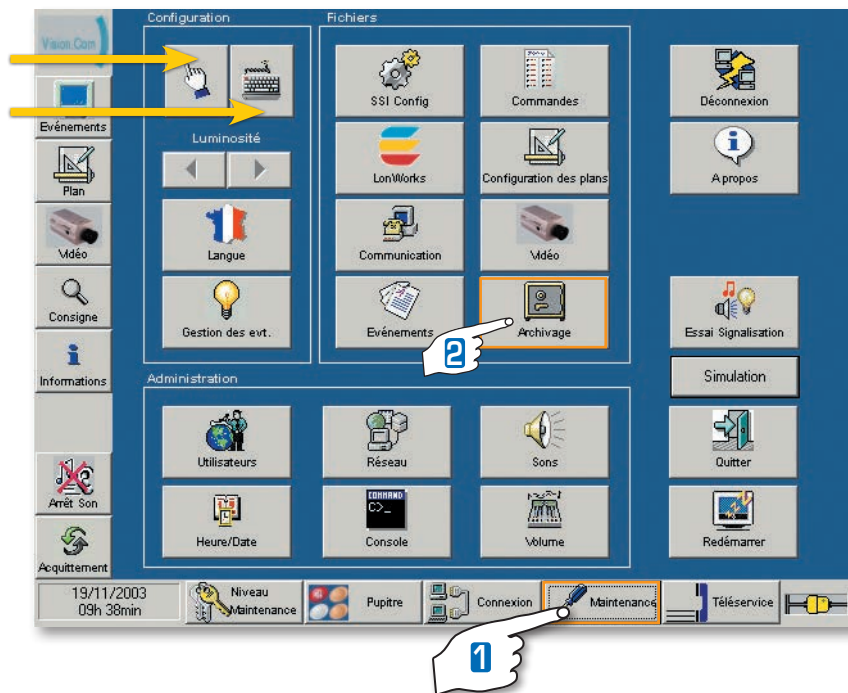 Configuration
Fichiers
Vision.Com
SSI Config
Commandes
Déconnexion
Evénements
Luminosité
LonWorks
Configuration des plans
A propos
Plan
Vidéo
Langue
Communication
Vidéo
Consigne
Gestion des evt.
Evénements
Archivage
Essai Signalisation
2
Informations
Administration
Simulation
Utilisateurs
Réseau
Sons
Quitter
Arrêt Son
COMMAND
C>_
Heure/Date
Console
Volume
Redémarrer
Acquittement
19/11/2003
09h 38min
Niveau
Maintenance
Pupitre
Connexion
Maintenance
Téléservice
1